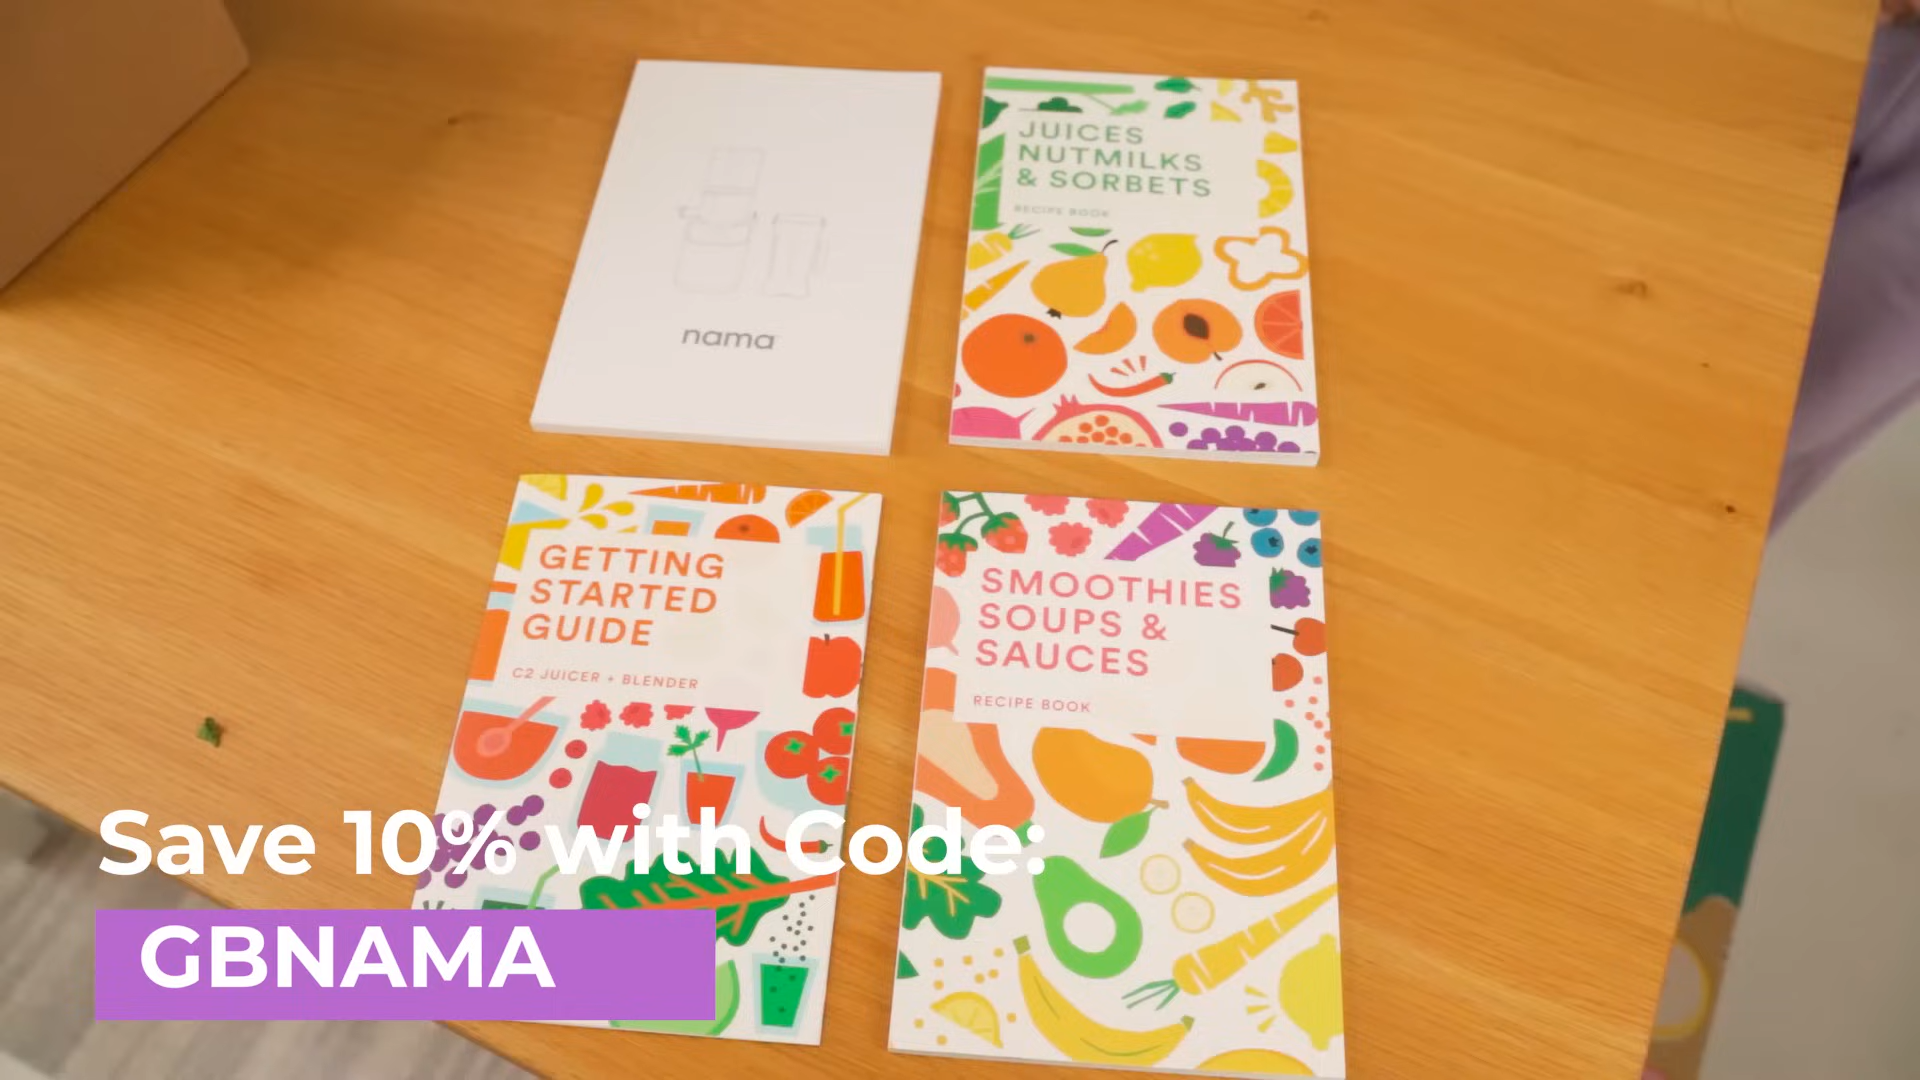 nama
JUICES
NUTMILKS
& SORBETS
RECIPE BOOK
GETTING
STARTED
GUIDE
C2 JUICER + BLENDER
SMOOTHIES
SOUPS &
SAUCES
RECIPE BOOK
Save 10% with Code:
GBNAMA